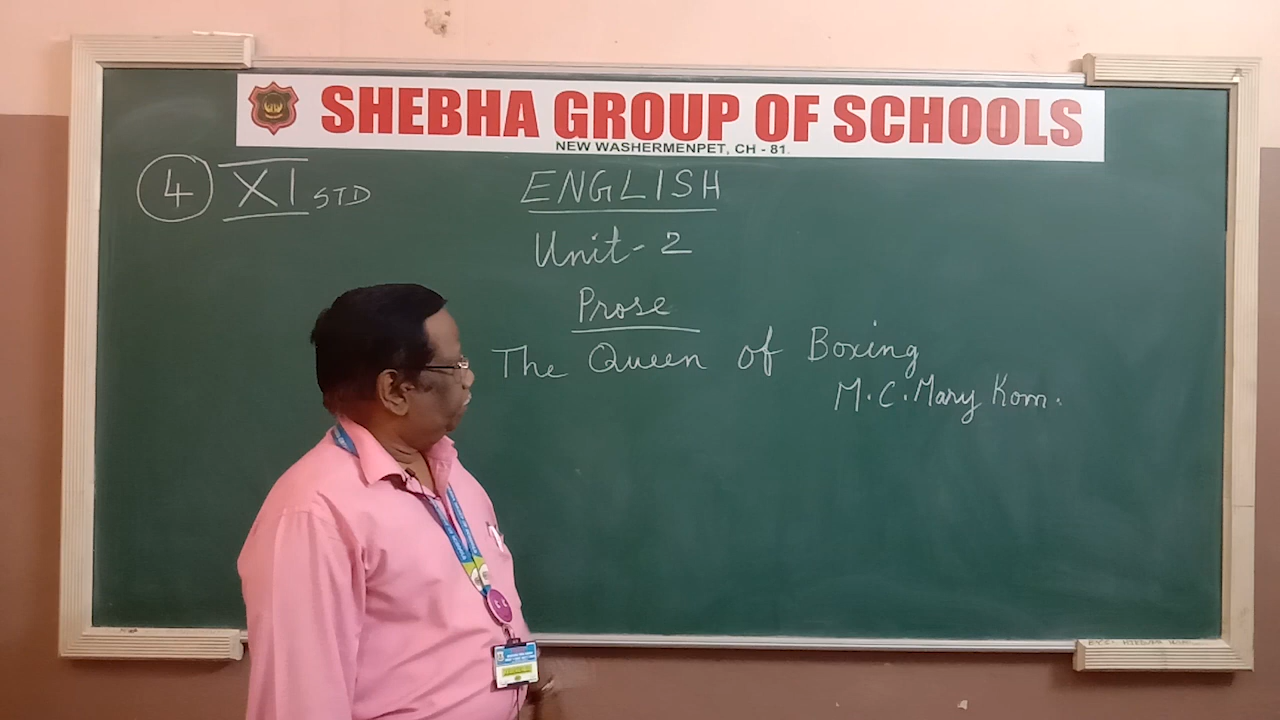 SHEBHA GROUP OF SCHOOLS
NEW WASHERMENPET, CH - 81.
4 XI STD
ENGLISH
Unit - 2
Prose
The Queen of Boxing
M.C. Mary Kom.